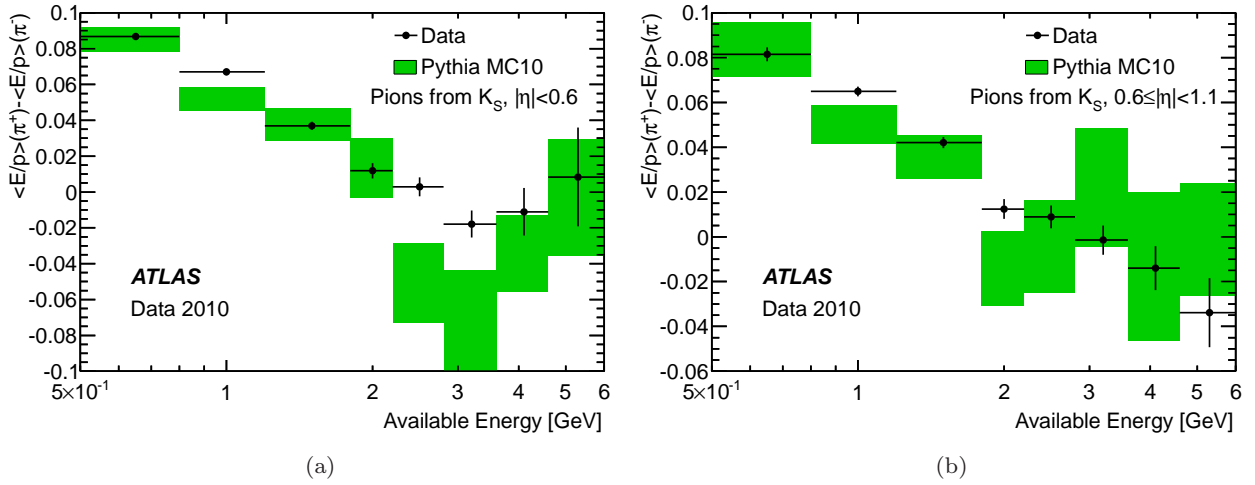 <E/p>(π⁺)-<E/p>(π⁻)
0.1
0.08
0.06
0.04
0.02
0
-0.02
-0.04
-0.06
-0.08
-0.1
Data
Pythia MC10
Pions from K_S, |η|<0.6
ATLAS
Data 2010
5×10⁻¹ 1 2 3 4 5 6
Available Energy [GeV]
(a)
<E/p>(π⁺)-<E/p>(π⁻)
0.1
0.08
0.06
0.04
0.02
0
-0.02
-0.04
-0.06
Data
Pythia MC10
Pions from K_S, 0.6≤|η|<1.1
ATLAS
Data 2010
5×10⁻¹ 1 2 3 4 5 6
Available Energy [GeV]
(b)